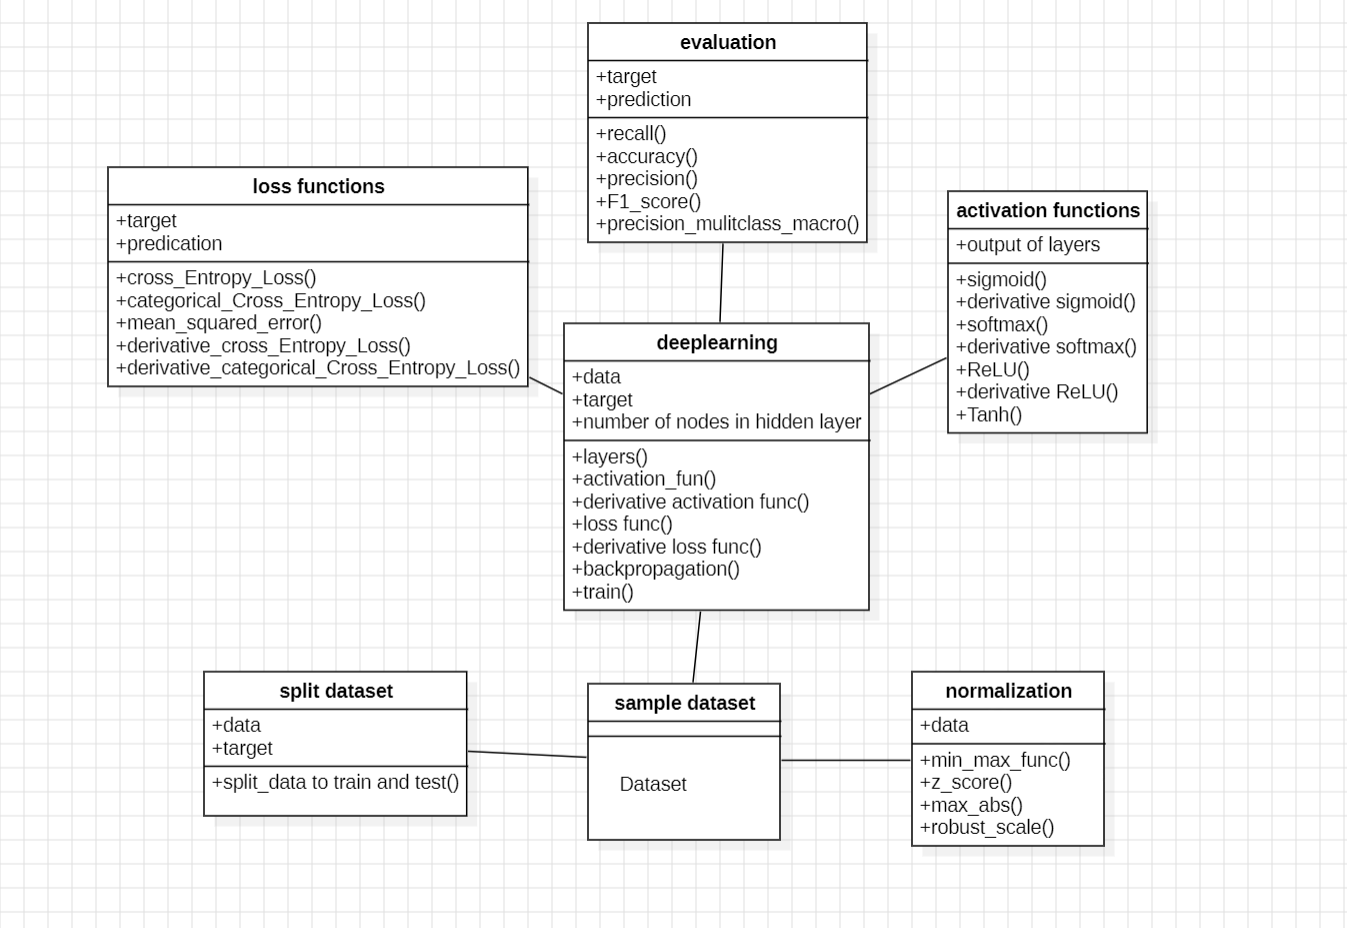 evaluation
+target
+prediction
+recall()
+accuracy()
+precision()
+F1_score()
+precision_mulitclass_macro()
loss functions
+target
+predication
+cross_Entropy_Loss()
+categorical_Cross_Entropy_Loss()
+mean_squared_error()
+derivative_cross_Entropy_Loss()
+derivative_categorical_Cross_Entropy_Loss()
activation functions
+output of layers
+sigmoid()
+derivative sigmoid()
+softmax()
+derivative softmax()
+ReLU()
+derivative ReLU()
+Tanh()
deeplearning
+data
+target
+number of nodes in hidden layer
+layers()
+activation_fun()
+derivative activation func()
+loss func()
+derivative loss func()
+backpropagation()
+train()
split dataset
+data
+target
+split_data to train and test()
sample dataset
Dataset
normalization
+data
+min_max_func()
+z_score()
+max_abs()
+robust_scale()